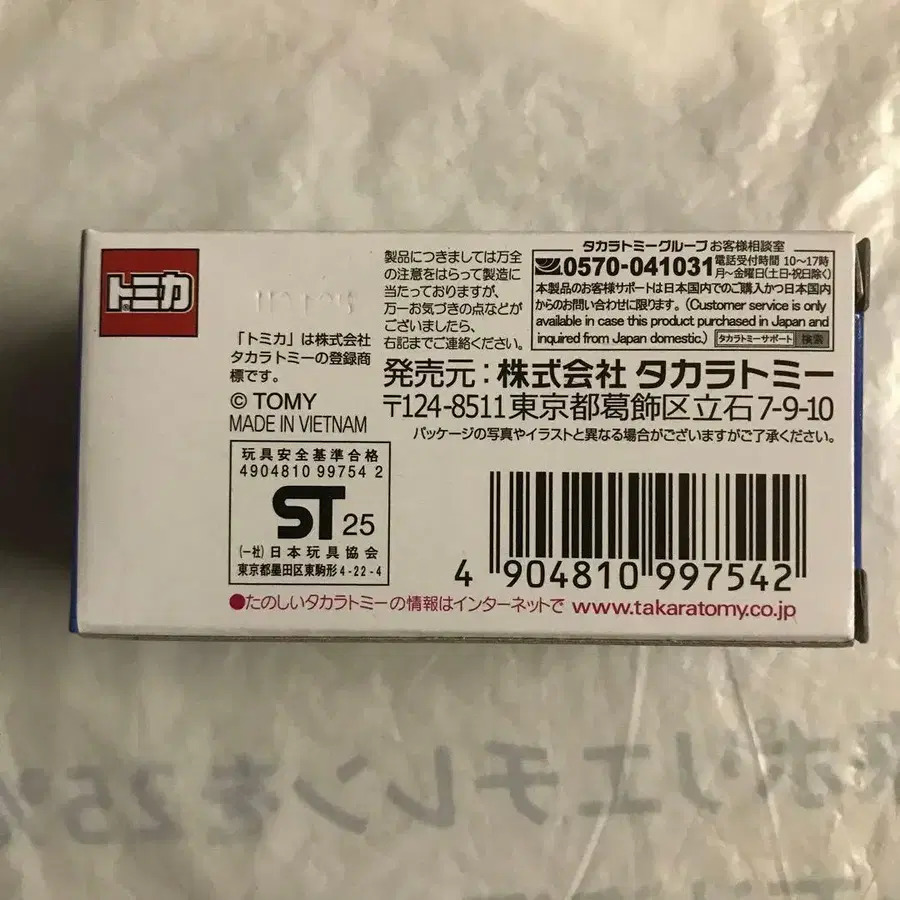 トミカ
®
「トミカ」は株式会社
タカラトミーの登録商
標です。
© TOMY
MADE IN VIETNAM
玩具安全基準合格
4904810 99754 2
ST 25
(一社)日本玩具協会
東京都墨田区東駒形4-22-4
製品につきましては万全
の注意をはらって製造に
当たっておりますが、
万一お気づきの点などが
ございましたら、
右記までご連絡ください。
タカラトミーグループお客様相談室
0570-041031 電話受付時間 10〜17時
月〜金曜日(土日・祝日除く)
本製品のお客様サポートは日本国内でのご購入かつ日本国内
からのお問い合わせに限ります。(Customer service is only
available in case this product purchased in Japan and
inquired from Japan domestic.) タカラトミーサポート 検索
発売元：株式会社 タカラトミー
〒124-8511 東京都葛飾区立石7-9-10
パッケージの写真やイラストと異なる場合がございますがご了承ください。
4 904810 997542
●たのしいタカラトミーの情報はインターネットで www.takaratomy.co.jp
ポリエチレンを25%